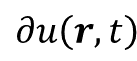 ∂u(𝒓, t)